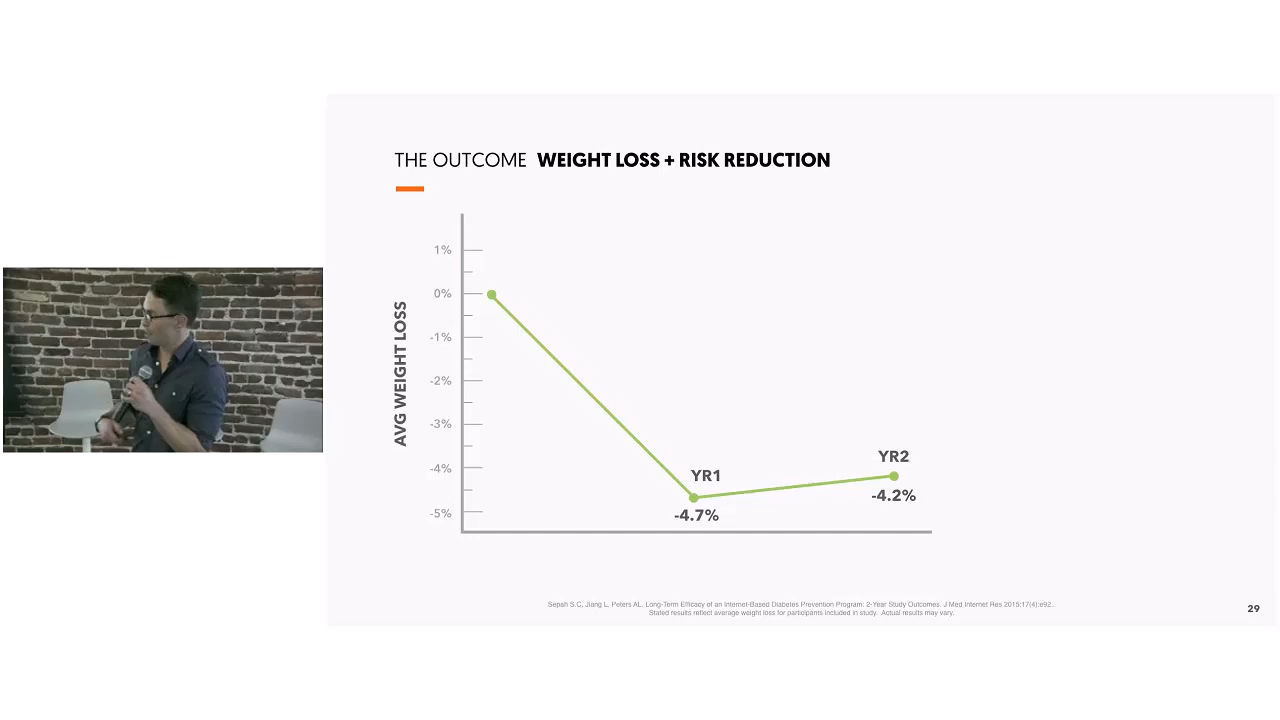 THE OUTCOME WEIGHT LOSS + RISK REDUCTION
AVG WEIGHT LOSS
1%
0%
-1%
-2%
-3%
-4%
-5%
YR1
-4.7%
YR2
-4.2%
Sepah S.C, Jiang L, Peters AL. Long-Term Efficacy of an Internet-Based Diabetes Prevention Program: 2-Year Study Outcomes. J Med Internet Res 2015;17(4):e92..
Stated results reflect average weight loss for participants included in study. Actual results may vary.
29